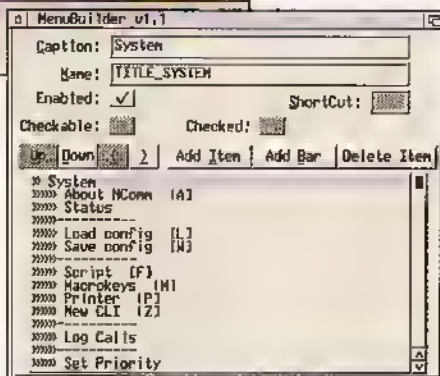 MenuBuilder v1.1
Caption: System
Name: TITLE_SYSTEM
Enabled: ✓ ShortCut:
Checkable: Checked:
Up Down < > Add Item Add Bar Delete Item
» System
»»» About NComm [A]
»»» Status
»»»------------
»»» Load config [L]
»»» Save config [W]
»»»------------
»»» Script [F]
»»» Macrokeys [M]
»»» Printer [P]
»»» New CLI [Z]
»»»------------
»»» Log Calls
»»»------------
»»» Set Priority